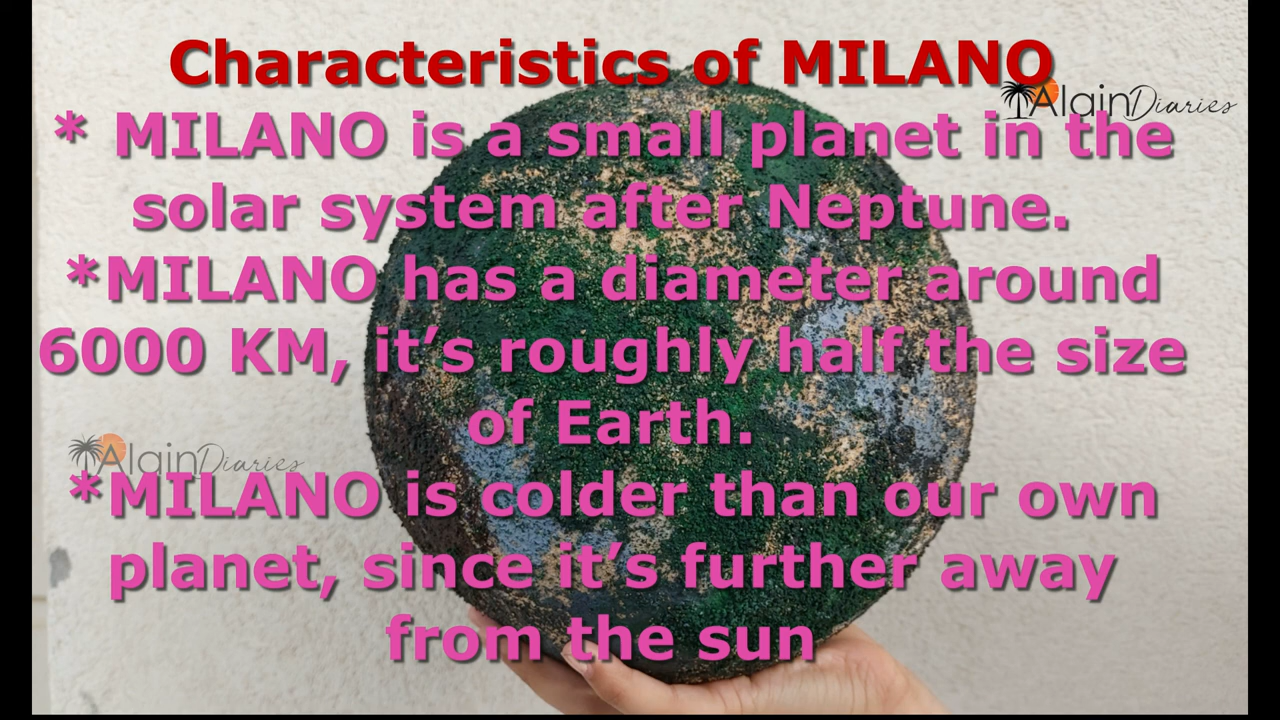 Characteristics of MILANO
AlainDiaries
* MILANO is a small planet in the
solar system after Neptune.
*MILANO has a diameter around
6000 KM, it’s roughly half the size
of Earth.
AlainDiaries
*MILANO is colder than our own
planet, since it’s further away
from the sun